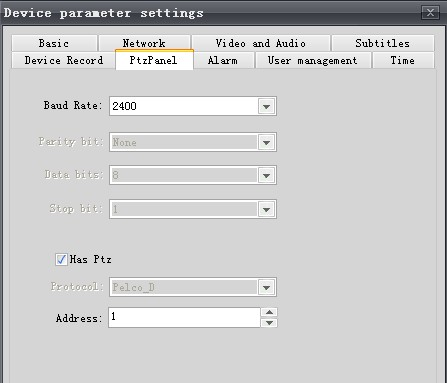 Device parameter settings
Basic Network Video and Audio Subtitles
Device Record PtzPanel Alarm User management Time
Baud Rate: 2400
Parity bit: None
Data bits: 8
Stop bit: 1
Has Ptz
Protocol: Pelco_D
Address: 1